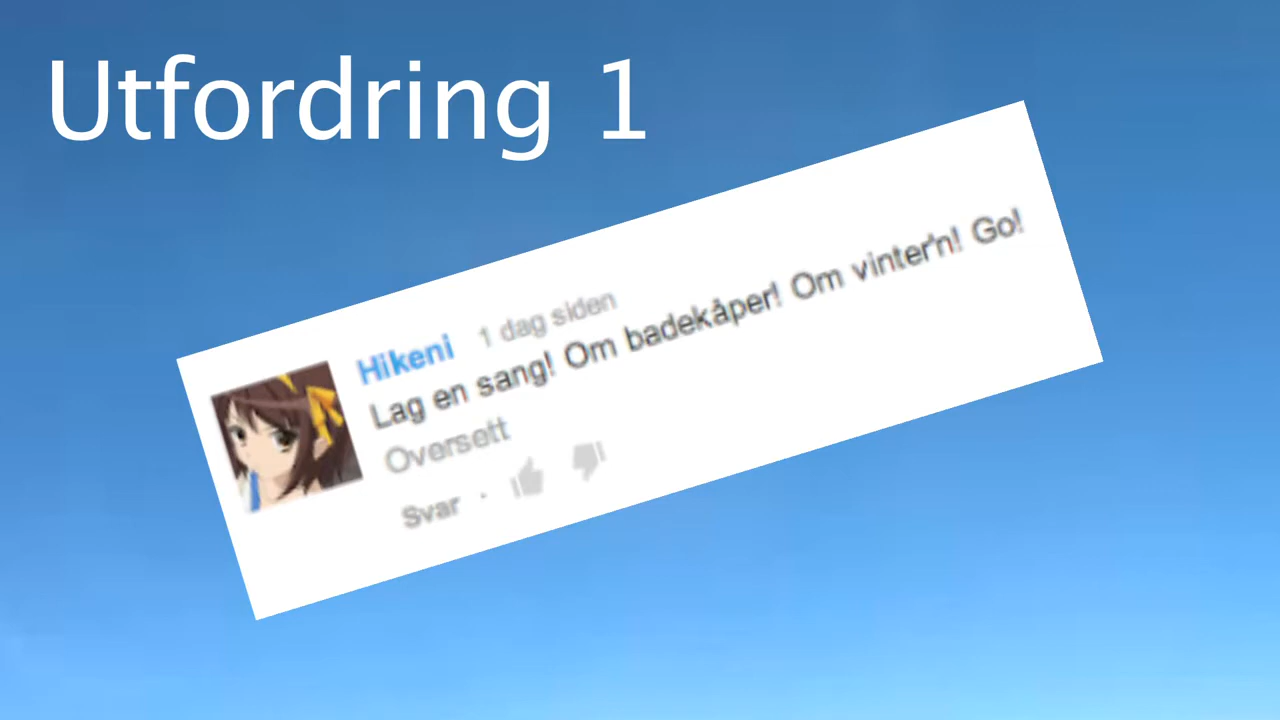 Utfordring 1
Hikeni 1 dag siden
Lag en sang! Om badekåper! Om vinter'n! Go!
Oversett
Svar ·